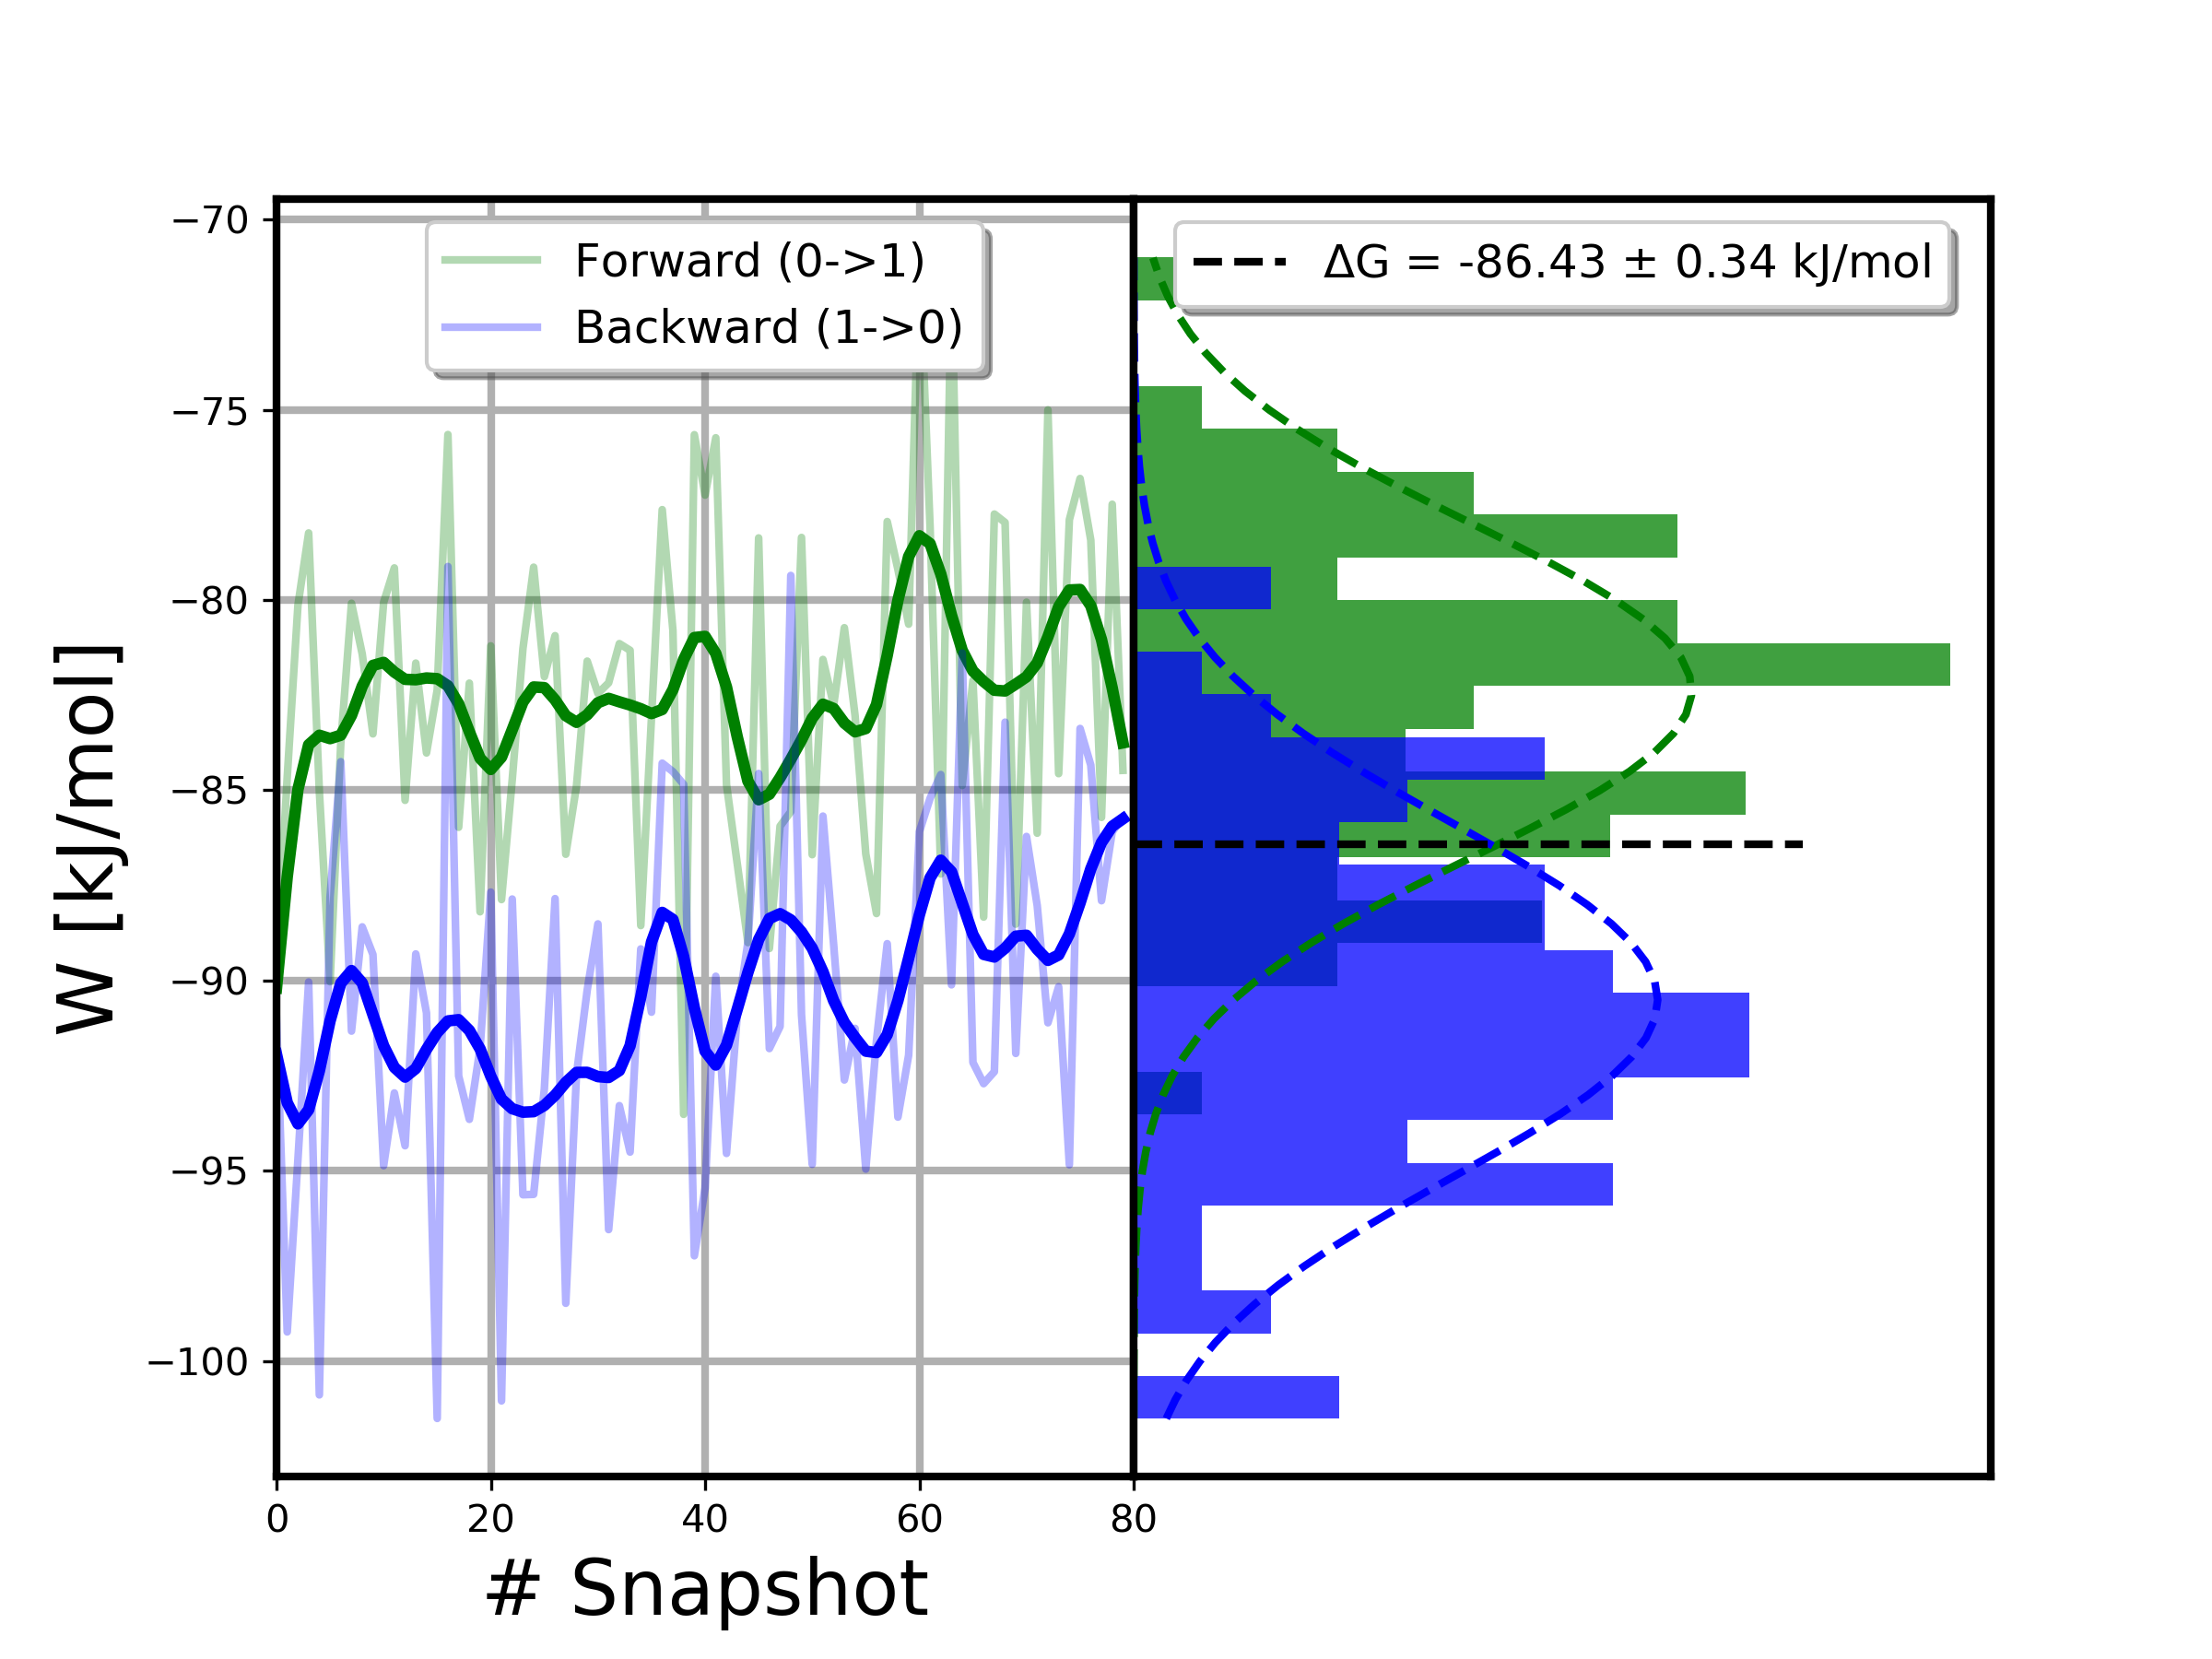 Forward (0->1)
Backward (1->0)
ΔG = -86.43 ± 0.34 kJ/mol
−70
−75
−80
−85
−90
−95
−100
W [kJ/mol]
0
20
40
60
80
# Snapshot